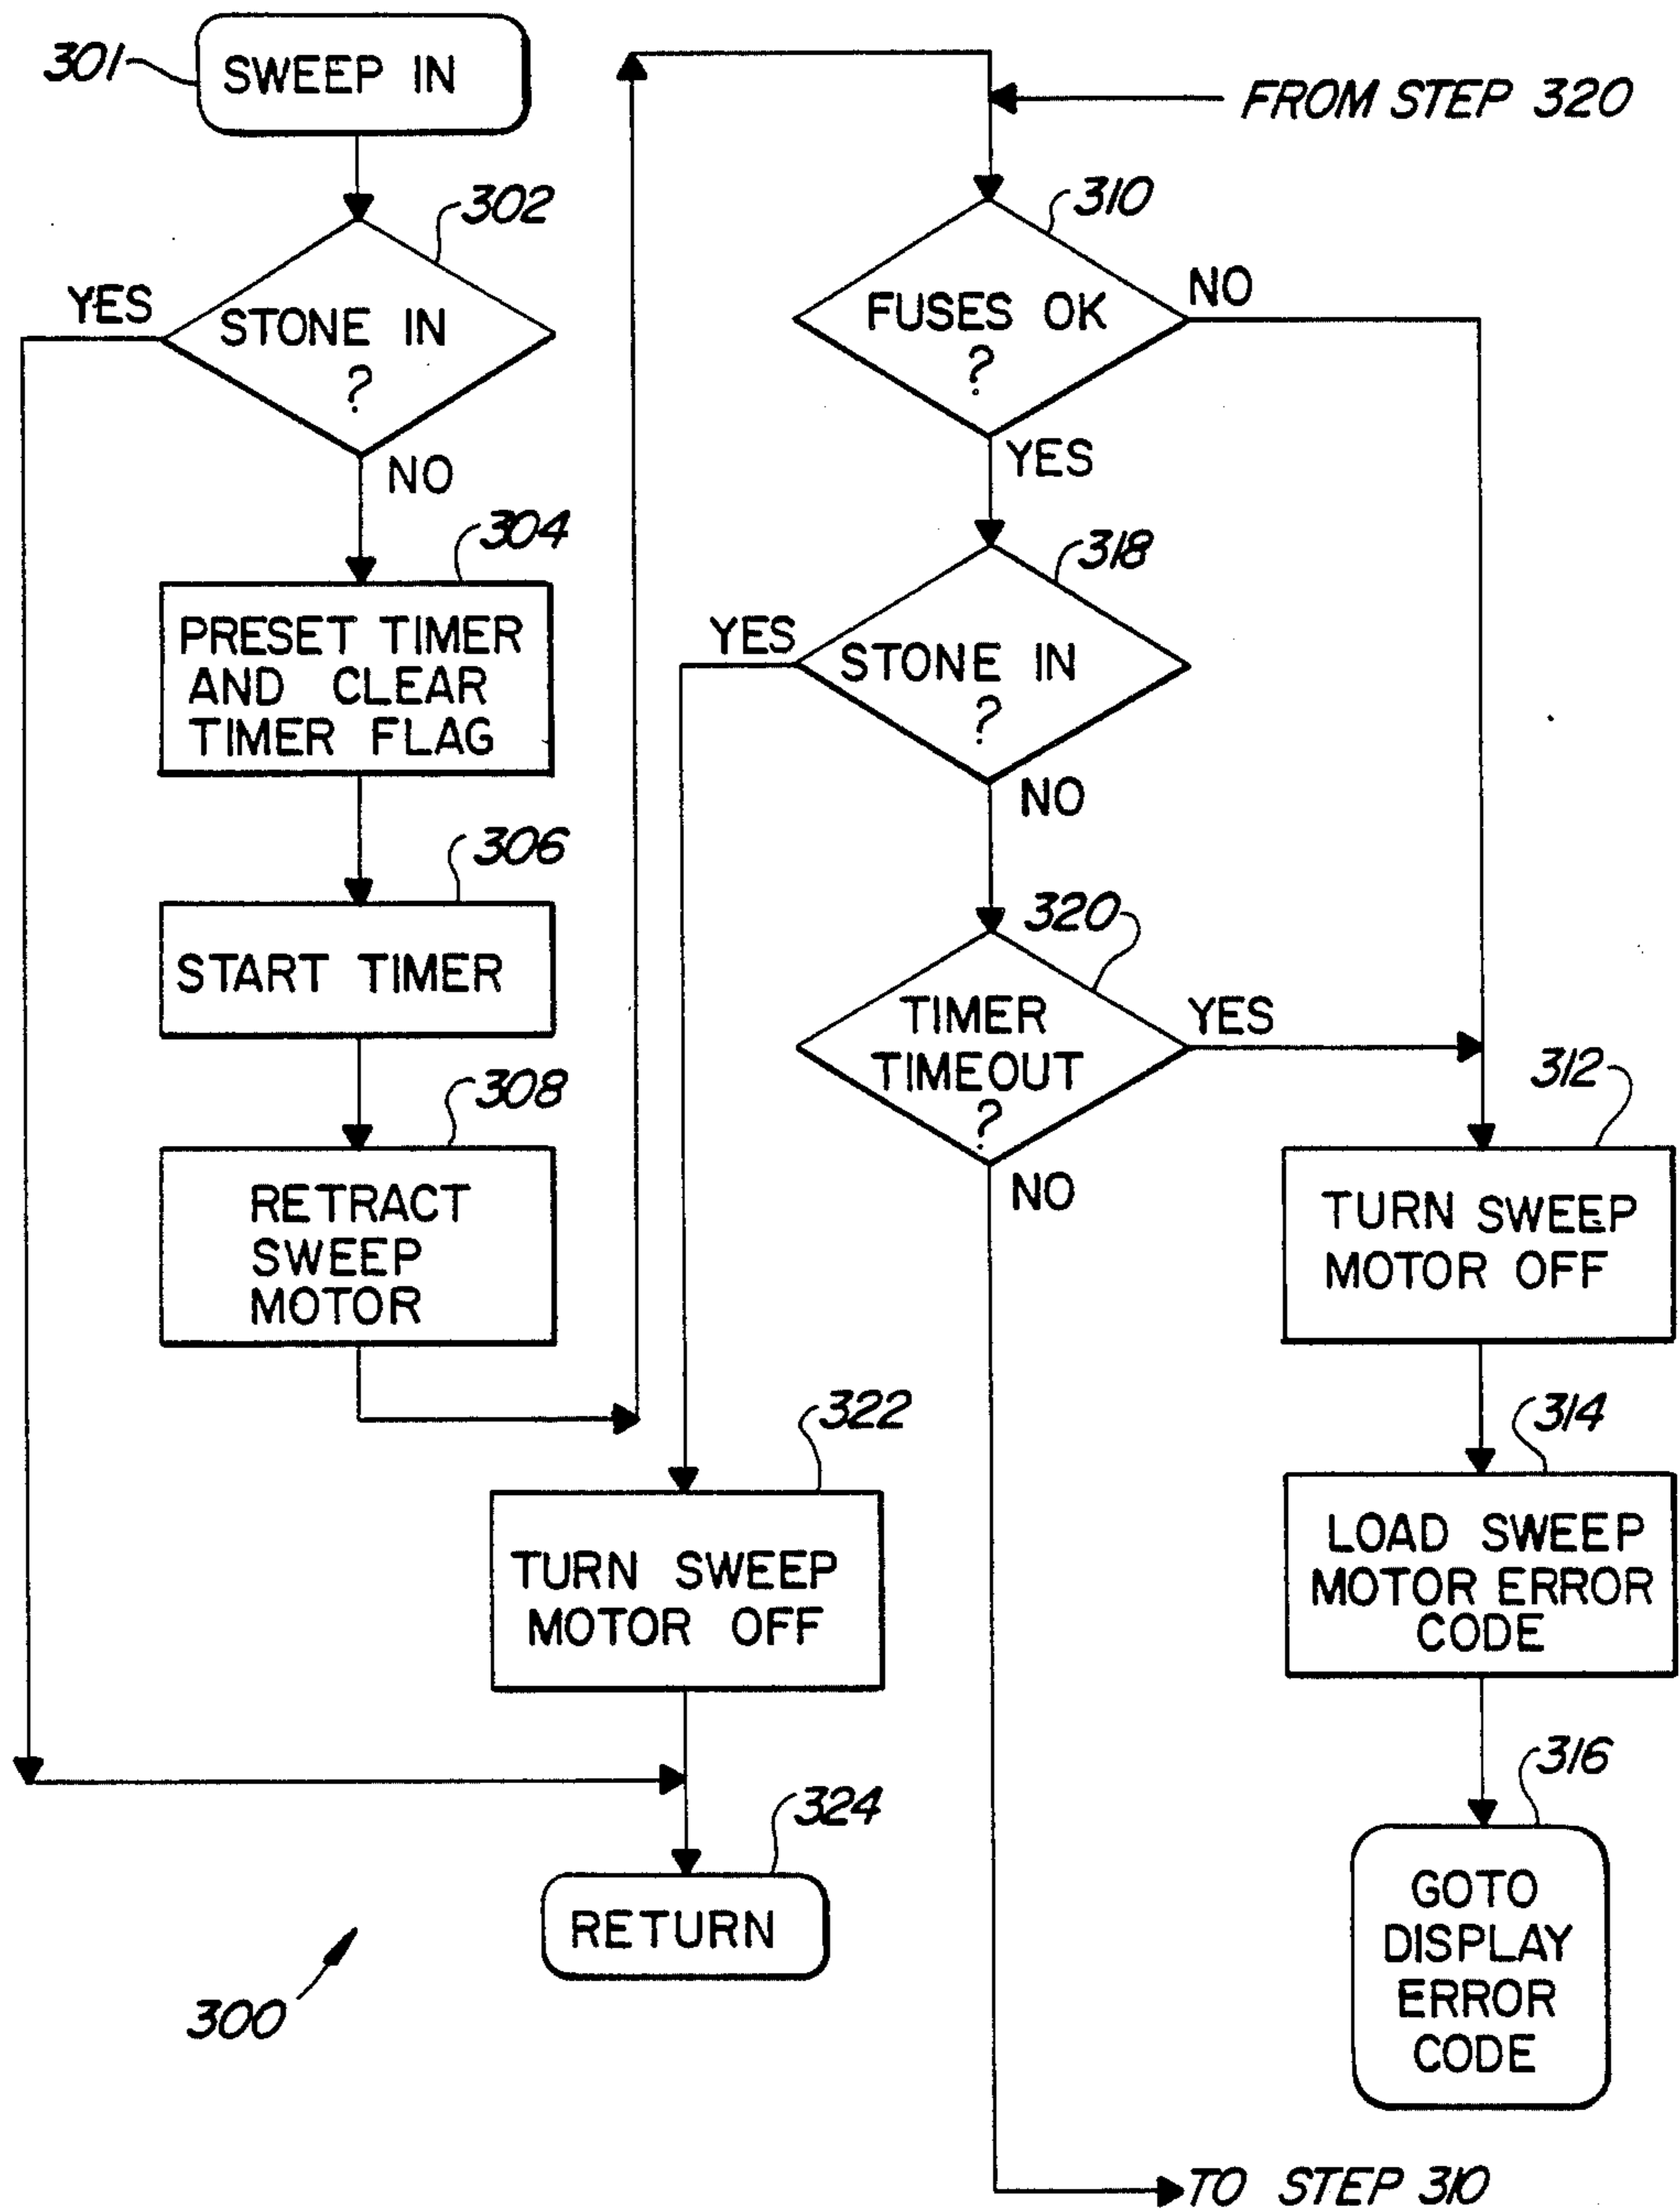 301
SWEEP IN
302
YES
STONE IN
?
NO
304
PRESET TIMER
AND CLEAR
TIMER FLAG
306
START TIMER
308
RETRACT
SWEEP
MOTOR
FROM STEP 320
310
FUSES OK
?
NO
YES
318
YES
STONE IN
?
NO
320
TIMER
TIMEOUT
?
YES
NO
312
TURN SWEEP
MOTOR OFF
314
LOAD SWEEP
MOTOR ERROR
CODE
316
GOTO
DISPLAY
ERROR
CODE
322
TURN SWEEP
MOTOR OFF
324
RETURN
300
TO STEP 310